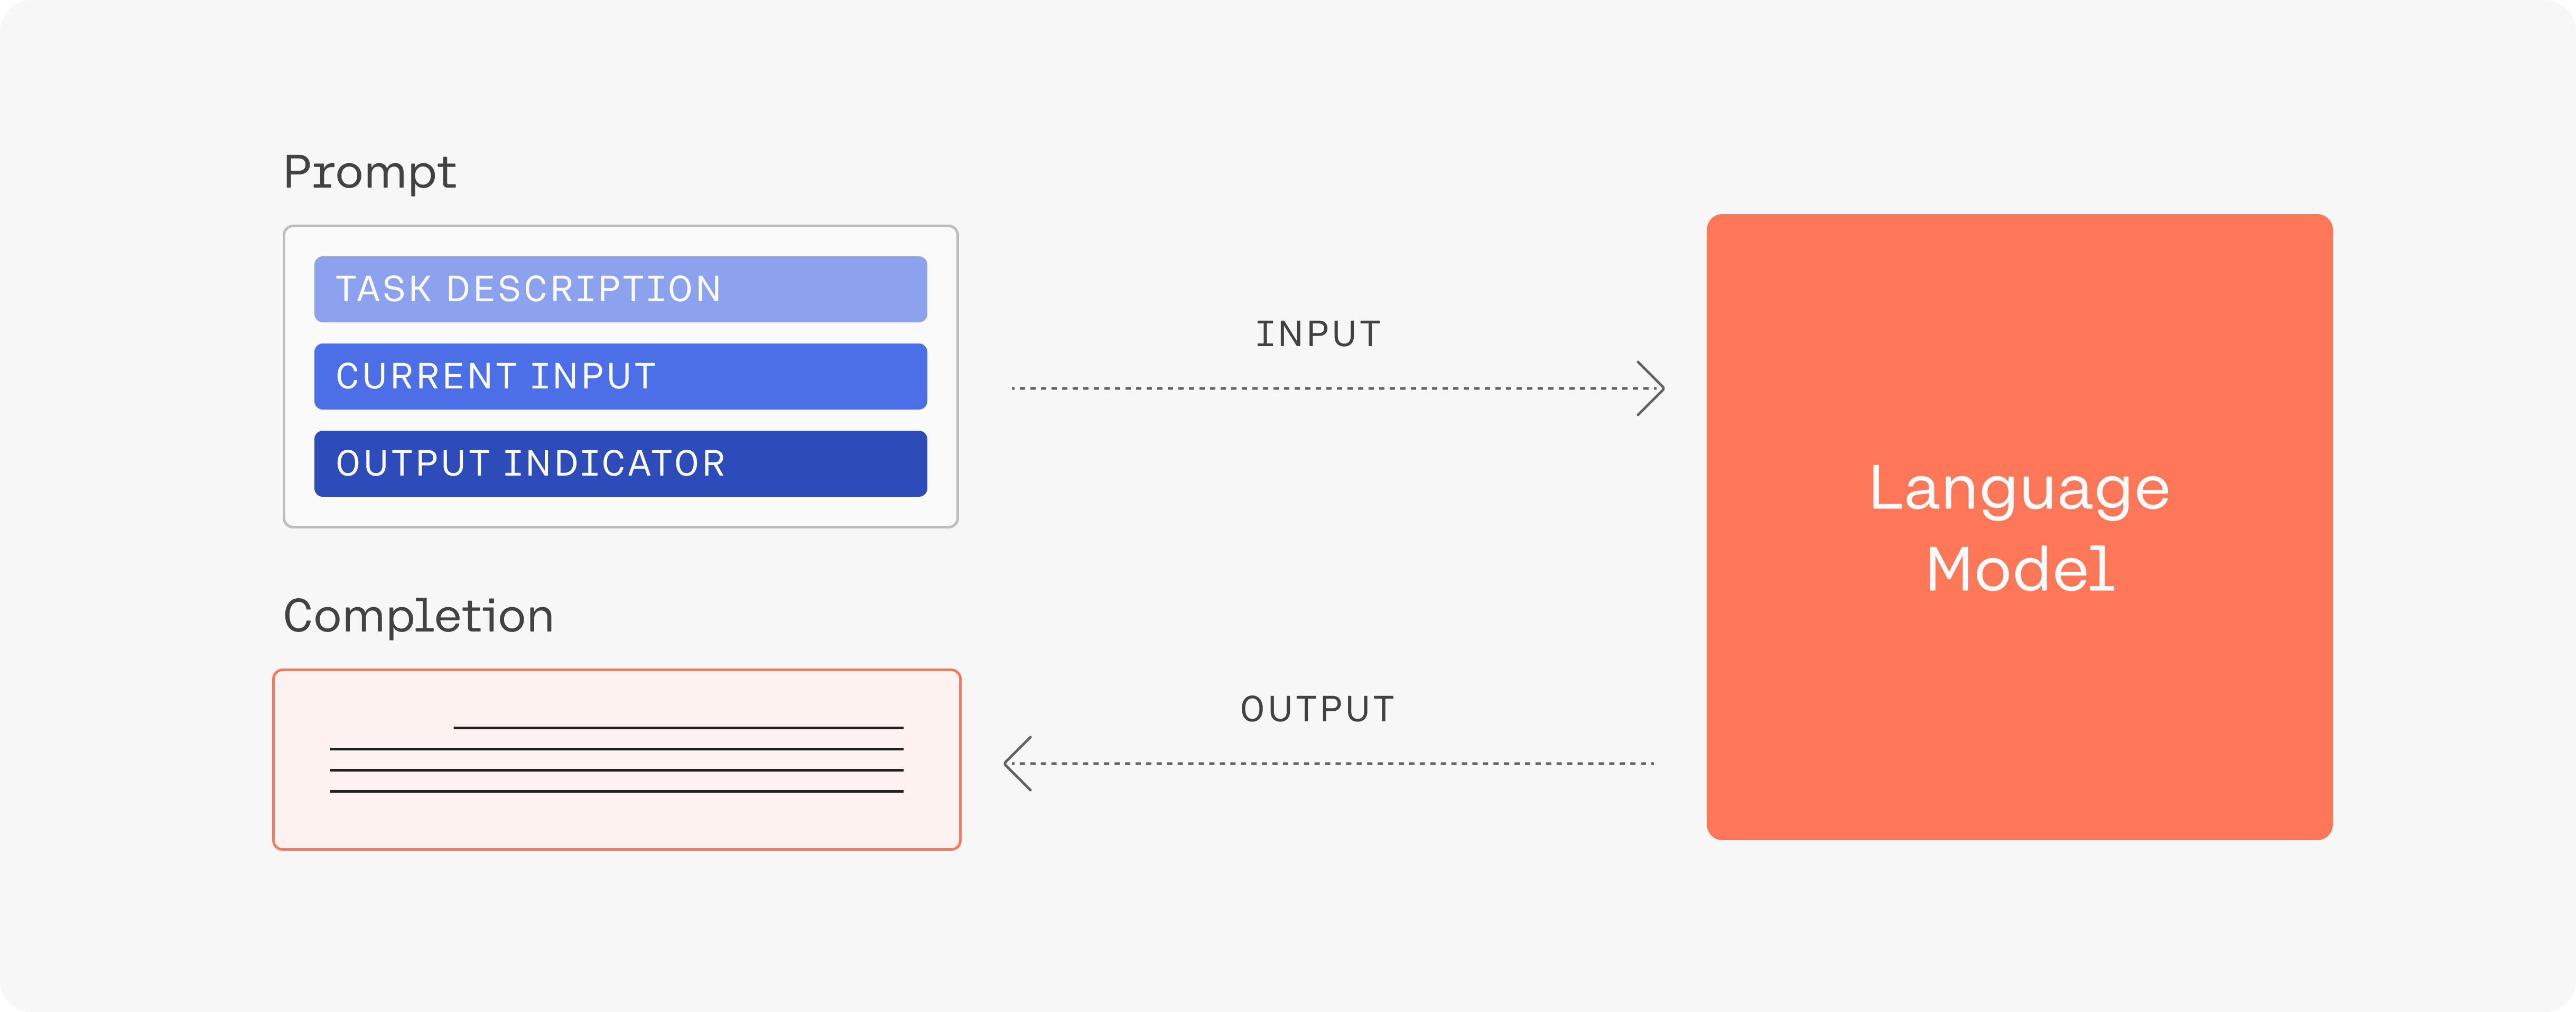 Prompt
TASK DESCRIPTION
CURRENT INPUT
OUTPUT INDICATOR
INPUT
Language
Model
Completion
OUTPUT